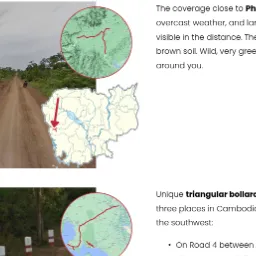 The coverage close to Ph
overcast weather, and lar
visible in the distance. The
brown soil. Wild, very gree
around you.
Unique triangular bollard
three places in Cambodia
the southwest:
• On Road 4 between